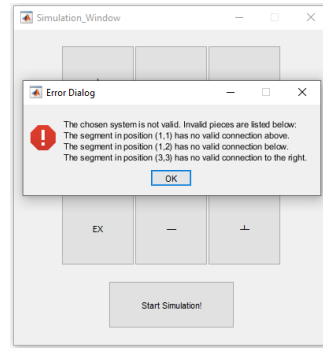 Simulation_Window
Error Dialog
The chosen system is not valid. Invalid pieces are listed below:
The segment in position (1,1) has no valid connection above.
The segment in position (1,2) has no valid connection below.
The segment in position (3,3) has no valid connection to the right.
OK
EX
Start Simulation!